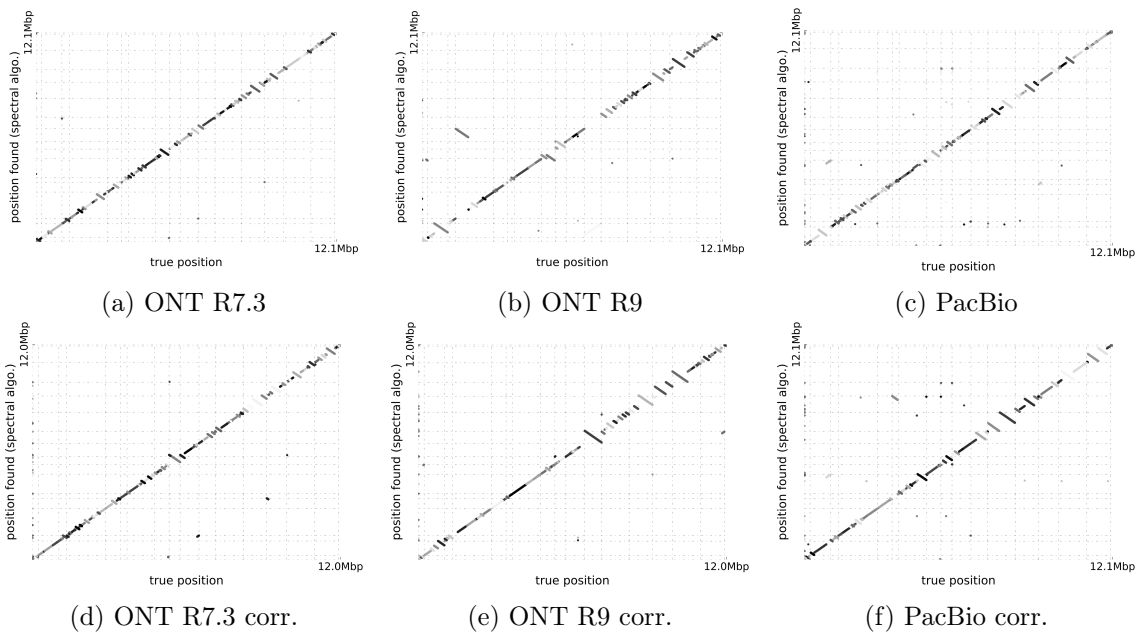 12.1Mbp
position found (spectral algo.)
12.1Mbp
true position
(a) ONT R7.3
12.1Mbp
position found (spectral algo.)
12.1Mbp
true position
(b) ONT R9
12.1Mbp
position found (spectral algo.)
12.1Mbp
true position
(c) PacBio
12.0Mbp
position found (spectral algo.)
12.0Mbp
true position
(d) ONT R7.3 corr.
12.0Mbp
position found (spectral algo.)
12.0Mbp
true position
(e) ONT R9 corr.
12.1Mbp
position found (spectral algo.)
12.1Mbp
true position
(f) PacBio corr.